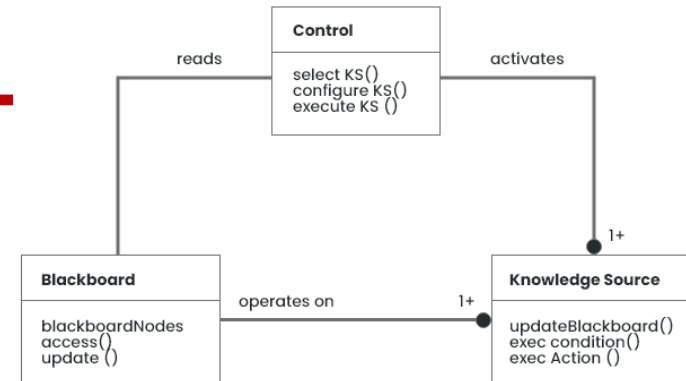 Control
reads
activates
select KS()
configure KS()
execute KS ()
1+
Blackboard
Knowledge Source
operates on
1+
blackboardNodes
access()
update ()
updateBlackboard()
exec condition()
exec Action ()